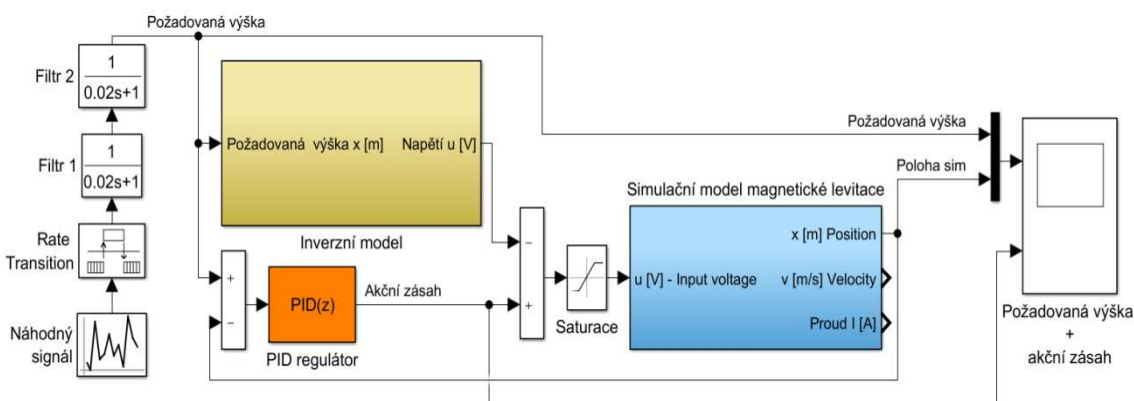 Požadovaná výška
Filtr 2
1
0.02s+1
Filtr 1
1
0.02s+1
Rate
Transition
Náhodný
signál
Požadovaná  výška x [m]
Napětí u [V]
Inverzní model
+
−
PID(z)
PID regulátor
Akční zásah
−
+
Saturace
Simulační model magnetické levitace
u [V] - Input voltage
x [m] Position
v [m/s] Velocity
Proud I [A]
Požadovaná výška
Poloha sim
Požadovaná výška
+
akční zásah